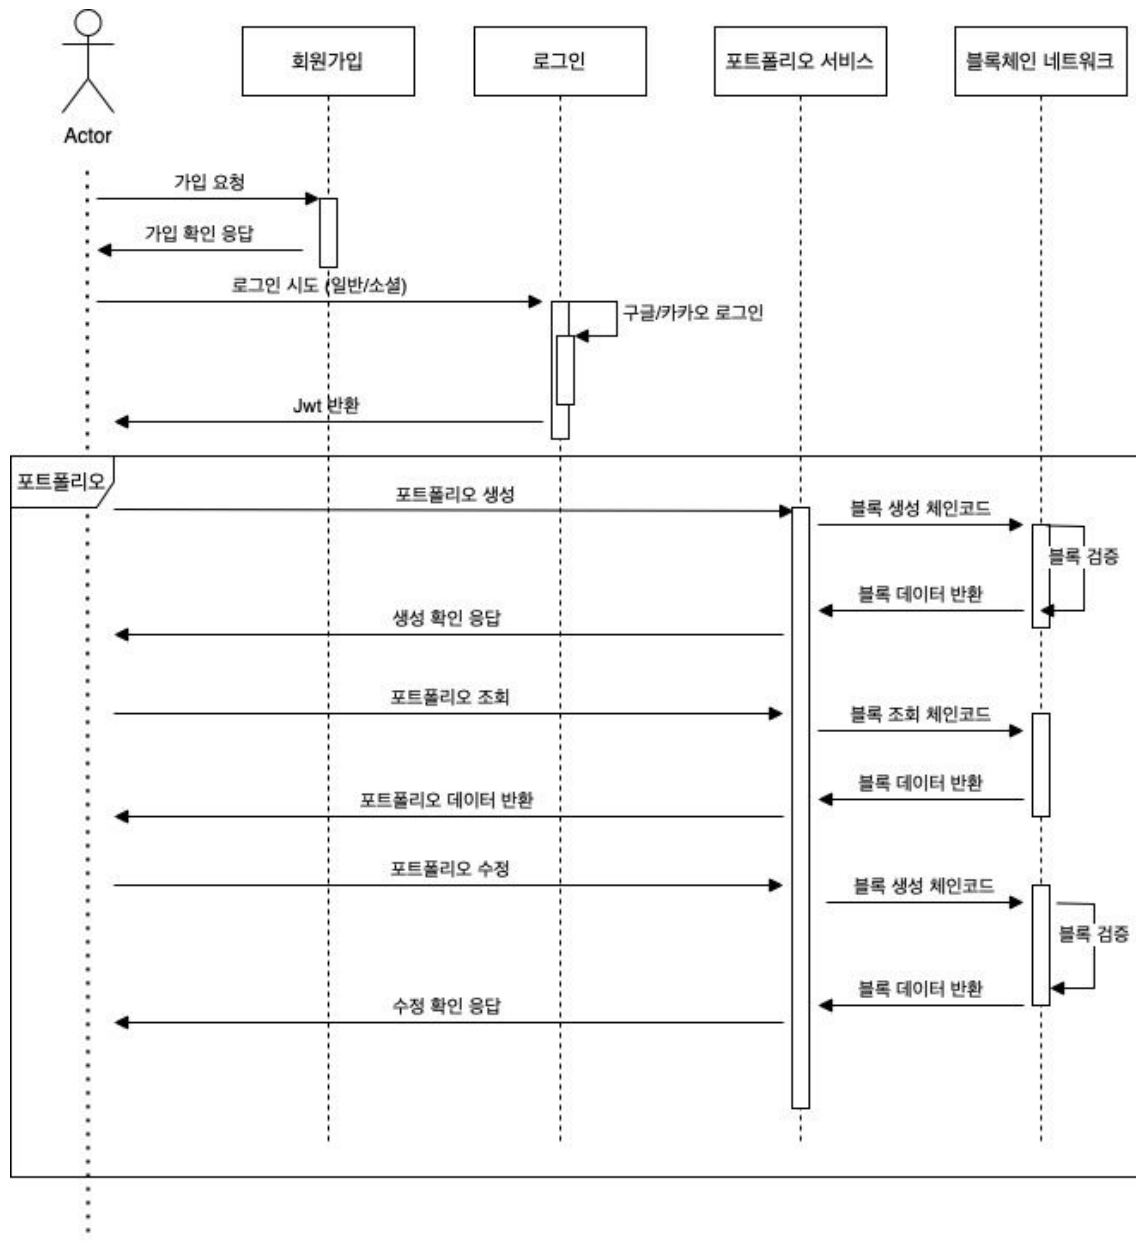 회원가입
로그인
포트폴리오 서비스
블록체인 네트워크
Actor
가입 요청
가입 확인 응답
로그인 시도 (일반/소셜)
구글/카카오 로그인
Jwt 반환
포트폴리오
포트폴리오 생성
블록 생성 체인코드
블록 검증
블록 데이터 반환
생성 확인 응답
포트폴리오 조회
블록 조회 체인코드
블록 데이터 반환
포트폴리오 데이터 반환
포트폴리오 수정
블록 생성 체인코드
블록 검증
블록 데이터 반환
수정 확인 응답